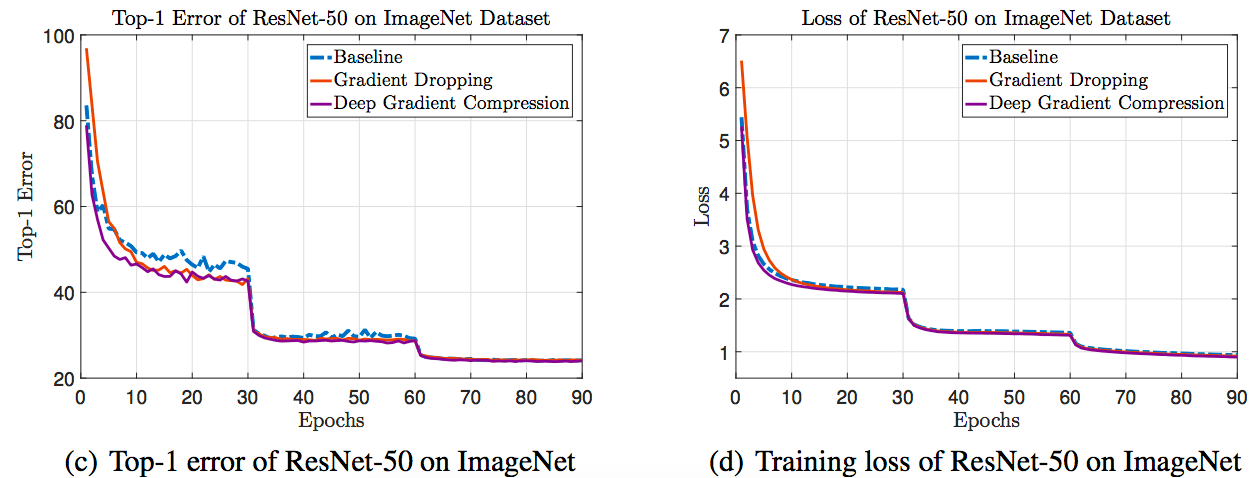 Top-1 Error of ResNet-50 on ImageNet Dataset
100
80
60
40
20
Top-1 Error
Baseline
Gradient Dropping
Deep Gradient Compression
0 10 20 30 40 50 60 70 80 90
Epochs
(c) Top-1 error of ResNet-50 on ImageNet
Loss of ResNet-50 on ImageNet Dataset
7
6
5
4
3
2
1
Loss
Baseline
Gradient Dropping
Deep Gradient Compression
0 10 20 30 40 50 60 70 80 90
Epochs
(d) Training loss of ResNet-50 on ImageNet